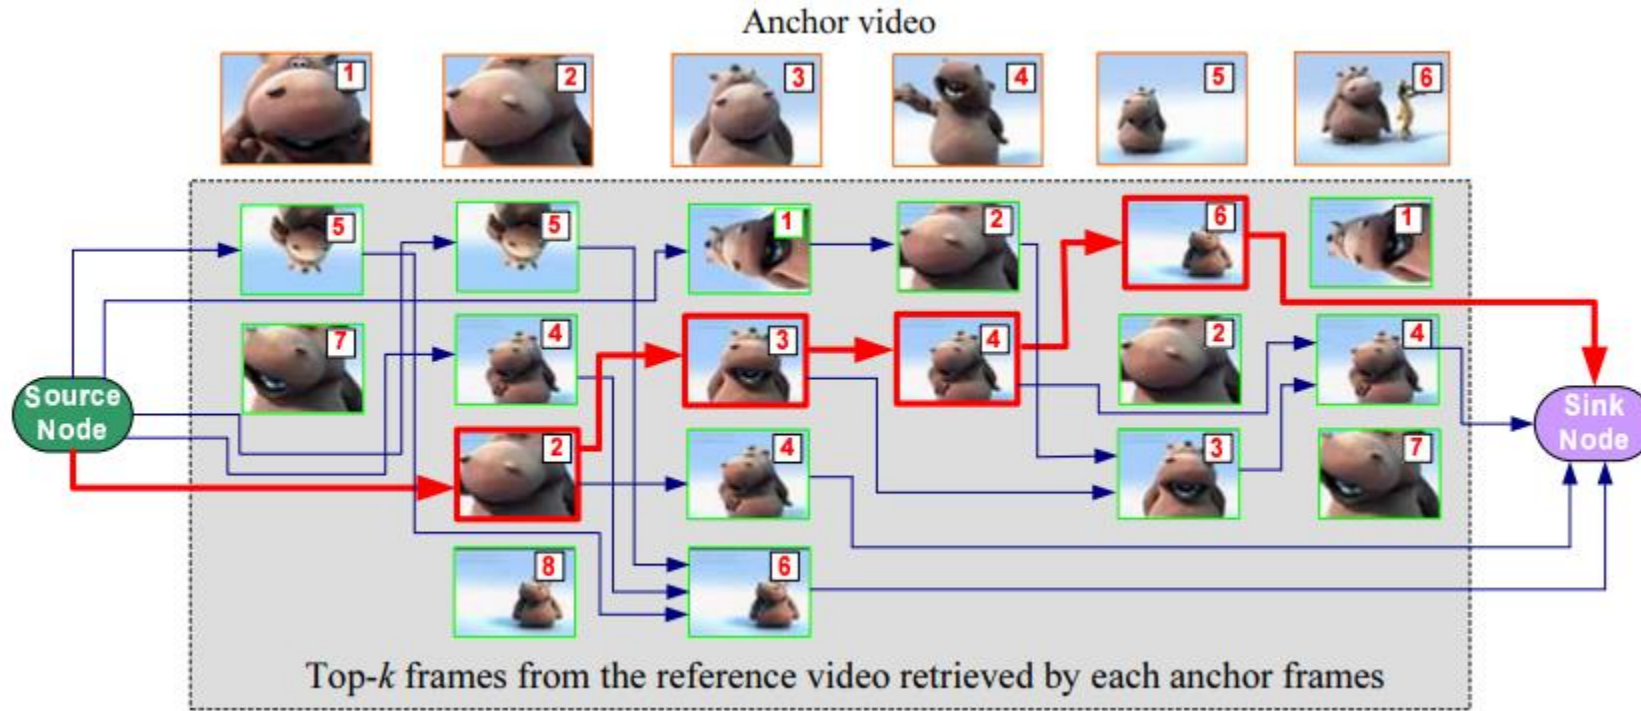 Anchor video
1 2 3 4 5 6
5 5 1 2 6 1
7 4 3 4 2 4
Source
Node
Sink
Node
2 4 3 7
8 6
Top-k frames from the reference video retrieved by each anchor frames